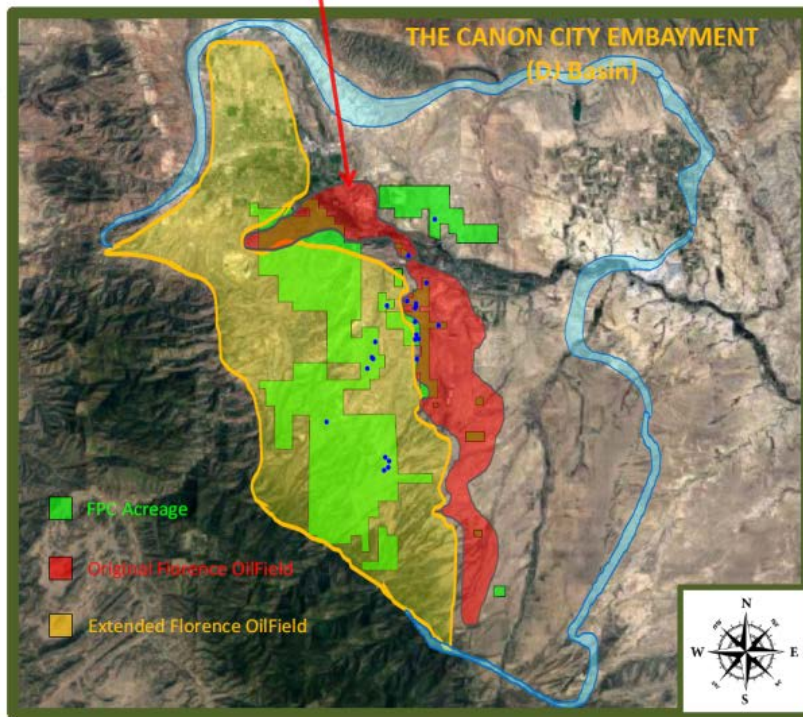 THE CANON CITY EMBAYMENT
(DJ Basin)
FPC Acreage
Original Florence OilField
Extended Florence OilField
N
W
E
S